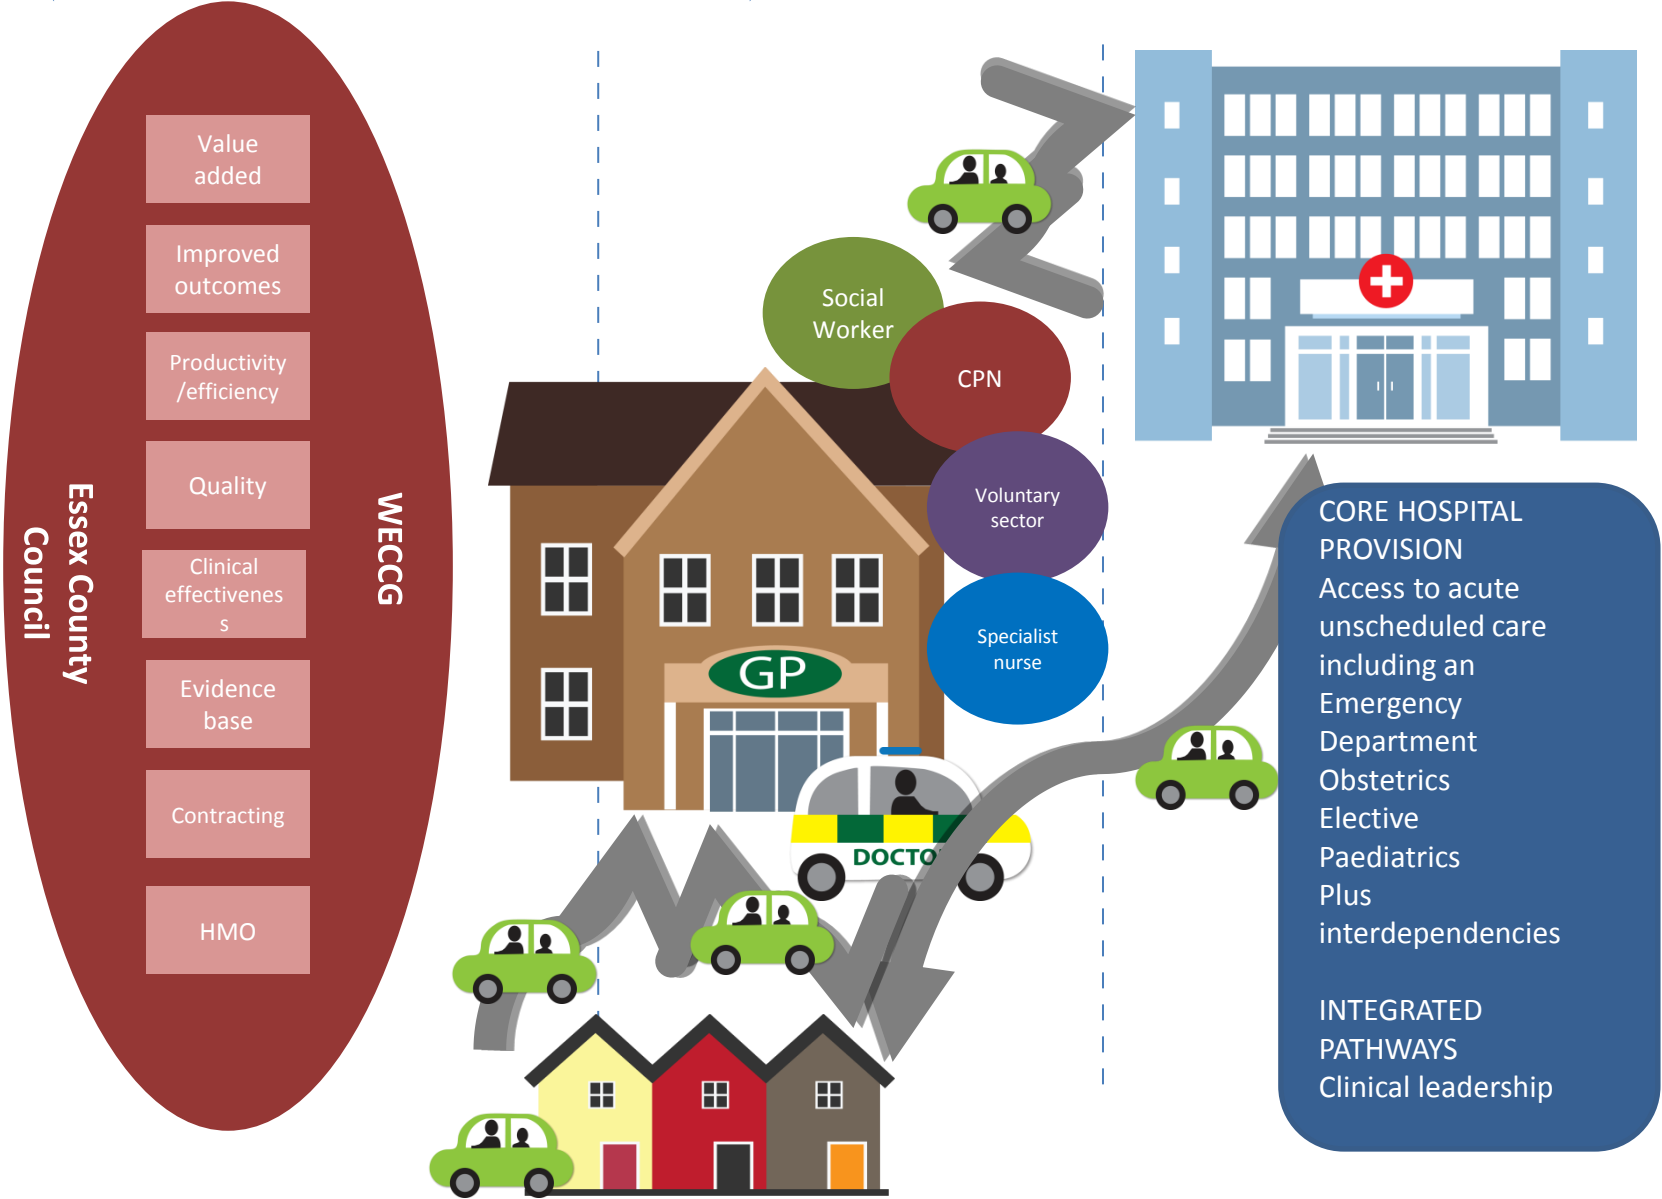 Essex County
Council
WECCG
Value
added
Improved
outcomes
Productivity
/efficiency
Quality
Clinical
effectivenes
s
Evidence
base
Contracting
HMO
Social
Worker
CPN
Voluntary
sector
Specialist
nurse
GP
DOCTO
CORE HOSPITAL
PROVISION
Access to acute
unscheduled care
including an
Emergency
Department
Obstetrics
Elective
Paediatrics
Plus
interdependencies
INTEGRATED
PATHWAYS
Clinical leadership